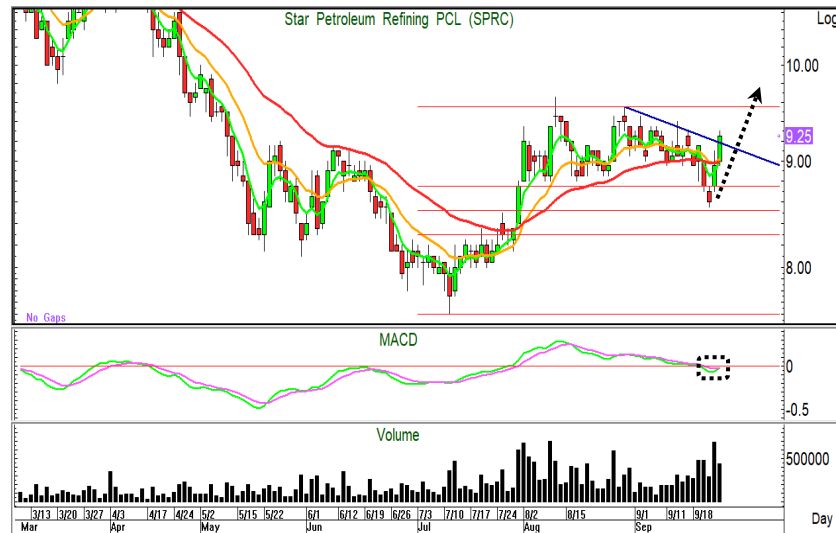 Star Petroleum Refining PCL (SPRC)
Log
10.00
9.25
9.00
8.00
No Gaps
MACD
0
-0.5
Volume
500000
3/13 3/20 3/27 4/3 4/17 4/24 5/2 5/15 5/22 6/1 6/12 6/19 6/26 7/3 7/10 7/17 7/24 8/2 8/15 9/1 9/11 9/18
Mar Apr May Jun Jul Aug Sep
Day